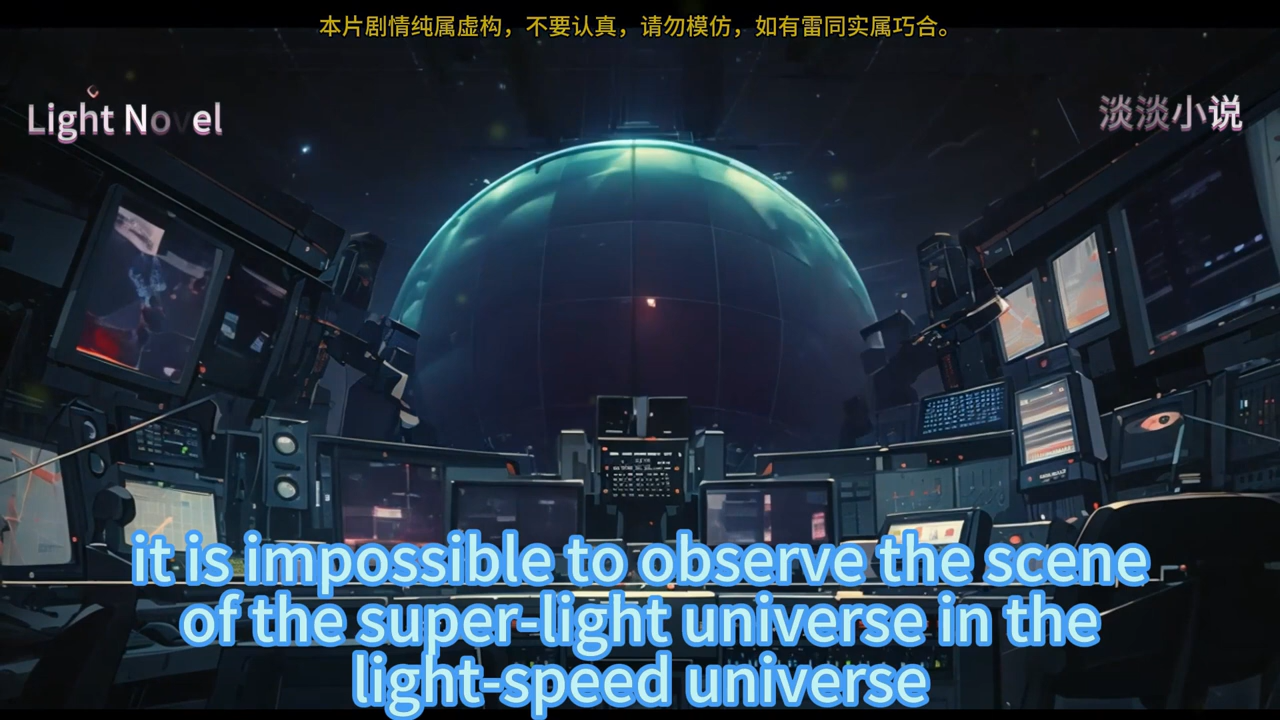 本片剧情纯属虚构，不要认真，请勿模仿，如有雷同实属巧合。
Light Novel
淡淡小说
it is impossible to observe the scene
of the super-light universe in the
light-speed universe